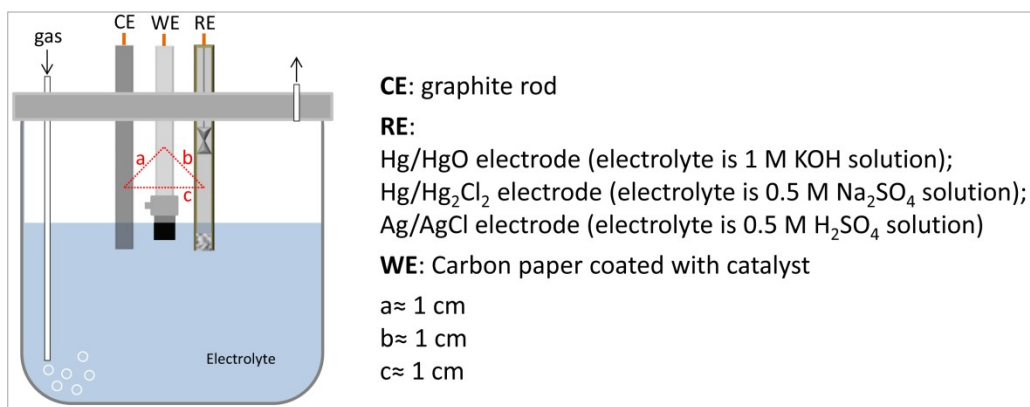 CE WE RE
gas
a b
c
Electrolyte
CE: graphite rod
RE:
Hg/HgO electrode (electrolyte is 1 M KOH solution);
Hg/Hg₂Cl₂ electrode (electrolyte is 0.5 M Na₂SO₄ solution);
Ag/AgCl electrode (electrolyte is 0.5 M H₂SO₄ solution)
WE: Carbon paper coated with catalyst
a≈ 1 cm
b≈ 1 cm
c≈ 1 cm